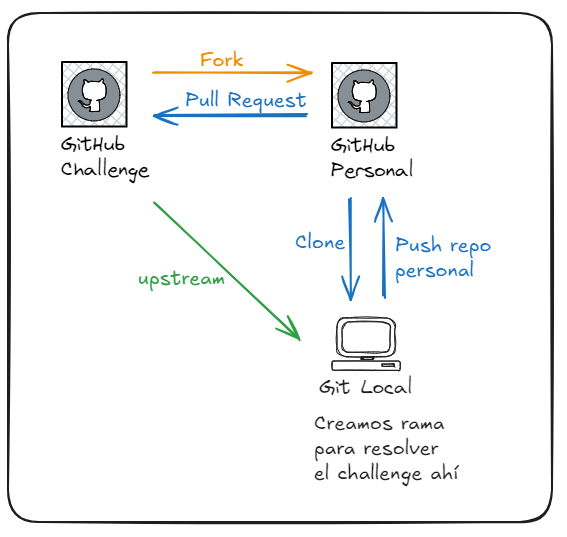 Fork
Pull Request
GitHub
Challenge
GitHub
Personal
Clone
Push repo
personal
upstream
Git Local
Creamos rama
para resolver
el challenge ahí